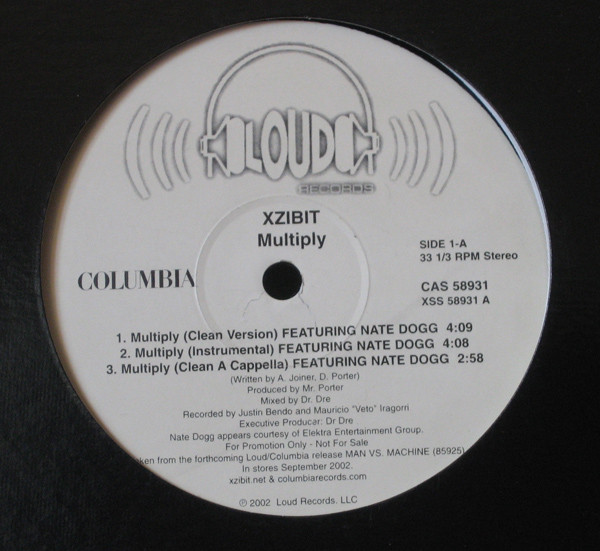 LOUD
RECORDS
XZIBIT
Multiply
SIDE 1-A
33 1/3 RPM Stereo
COLUMBIA
CAS 58931
XSS 58931 A
1. Multiply (Clean Version) FEATURING NATE DOGG 4:09
2. Multiply (Instrumental) FEATURING NATE DOGG 4:08
3. Multiply (Clean A Cappella) FEATURING NATE DOGG 2:58
(Written by A. Joiner, D. Porter)
Produced by Mr. Porter
Mixed by Dr. Dre
Recorded by Justin Bendo and Mauricio "Veto" Iragorri
Executive Producer: Dr Dre
Nate Dogg appears courtesy of Elektra Entertainment Group.
For Promotion Only - Not For Sale
ken from the forthcoming Loud/Columbia release MAN VS. MACHINE (85925)
In stores September 2002.
xzibit.net & columbiarecords.com
℗ 2002 Loud Records, LLC